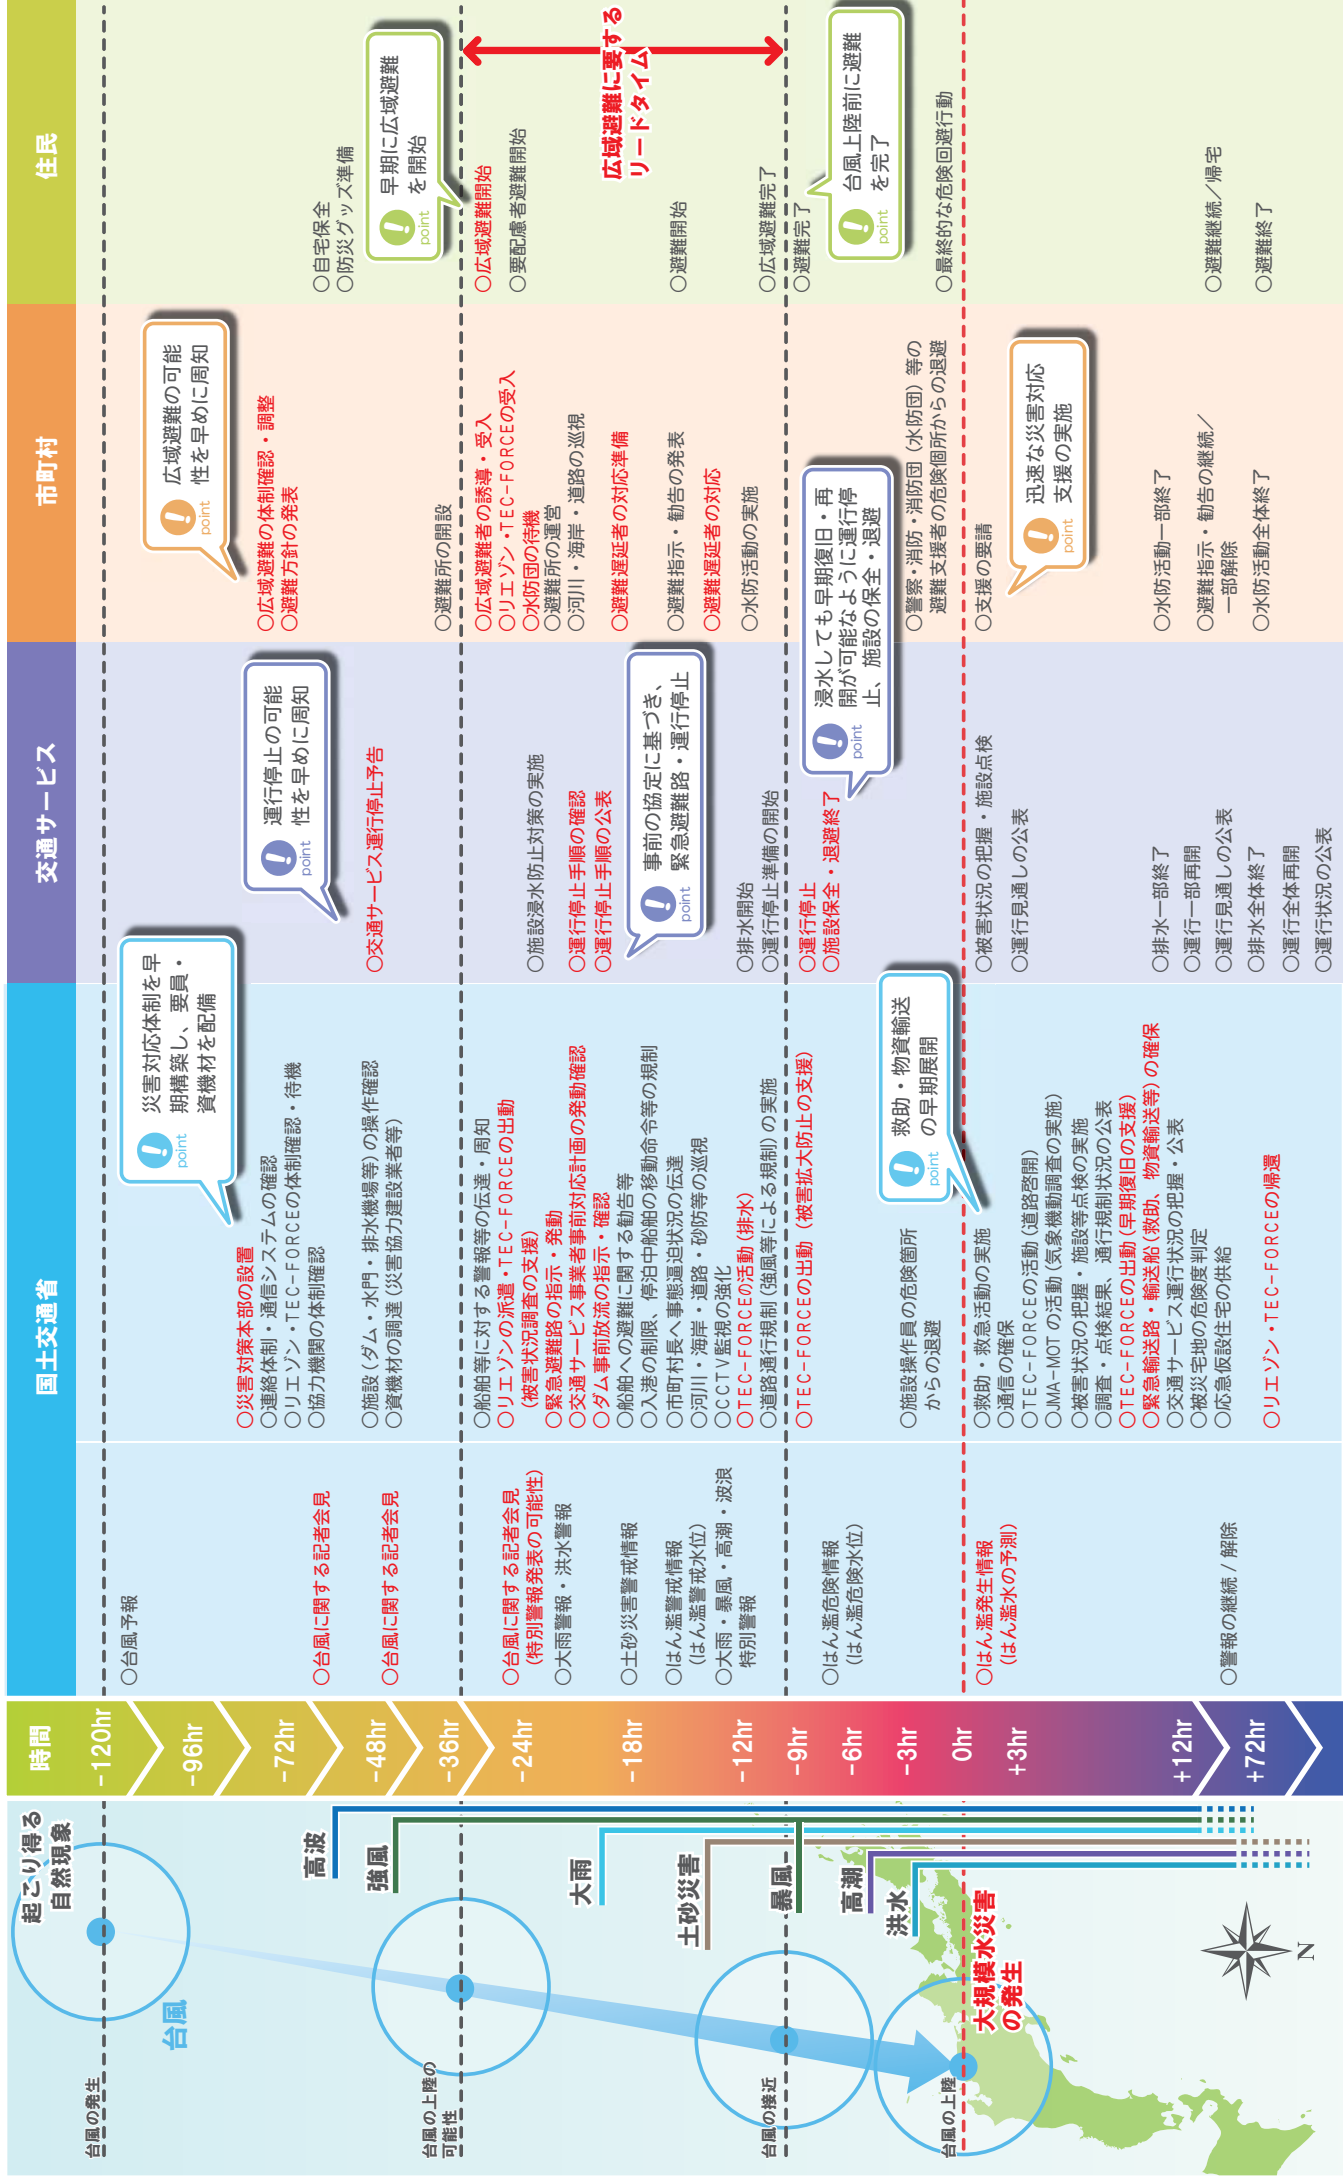 起こり得る
自然現象
台風の発生
台風
台風の上陸の
可能性
台風の接近
台風の上陸
高波
強風
大雨
土砂災害
暴風
高潮
洪水
大規模水災害
の発生
N
時間
-120hr
-96hr
-72hr
-48hr
-36hr
-24hr
-18hr
-12hr
-9hr
-6hr
-3hr
0hr
+3hr
+12hr
+72hr
国土交通省
○台風予報
○台風に関する記者会見
○台風に関する記者会見
○台風に関する記者会見
(特別警報発表の可能性)
○大雨警報・洪水警報
○土砂災害警戒情報
○はん濫警戒情報
(はん濫警戒水位)
○大雨・暴風・高潮・波浪
特別警報
○はん濫危険情報
(はん濫危険水位)
○はん濫発生情報
(はん濫水の予測)
○警報の継続 / 解除
point
災害対応体制を早
期構築し、要員・
資機材を配備
○災害対策本部の設置
○連絡体制・通信システムの確認
○リエゾン・TEC-FORCEの体制確認・待機
○協力機関の体制確認
○施設(ダム・水門・排水機場等)の操作確認
○資機材の調達(災害協力建設業者等)
○船舶等に対する警報等の伝達・周知
○リエゾンの派遣・TEC-FORCEの出動
(被害状況調査の支援)
○緊急避難路の指示・発動
○交通サービス事業者事前対応計画の発動確認
○ダム事前放流の指示・確認
○船舶への避難に関する勧告等
○入港の制限、停泊中船舶の移動命令等の規制
○市町村長へ事態逼迫状況の伝達
○河川・海岸・道路・砂防等の巡視
○CCTV監視の強化
○TEC-FORCEの活動(排水)
○道路通行規制(強風等による規制)の実施
○TEC-FORCEの出動(被害拡大防止の支援)
○施設操作員の危険箇所
からの退避
point
救助・物資輸送
の早期展開
○救助・救急活動の実施
○通信の確保
○TEC-FORCEの活動(道路啓開)
○JMA-MOTの活動(気象機動調査の実施)
○被害状況の把握・施設等点検の実施
○調査・点検結果、通行規制状況の公表
○TEC-FORCEの出動(早期復旧の支援)
○緊急輸送路・輸送船(救助、物資輸送等)の確保
○交通サービス運行状況の把握・公表
○被災宅地の危険度判定
○応急仮設住宅の供給
○リエゾン・TEC-FORCEの帰還
交通サービス
point
運行停止の可能
性を早めに周知
○交通サービス運行停止予告
○施設浸水防止対策の実施
○運行停止手順の確認
○運行停止手順の公表
point
事前の協定に基づき、
緊急避難路・運行停止
○排水開始
○運行停止準備の開始
○運行停止
○施設保全・退避終了
point
浸水しても早期復旧・再
開が可能なように運行停
止、施設の保全・退避
○被害状況の把握・施設点検
○運行見通しの公表
○排水一部終了
○運行一部再開
○運行見通しの公表
○排水全体終了
○運行全体再開
○運行状況の公表
市町村
point
広域避難の可能
性を早めに周知
○広域避難の体制確認・調整
○避難方針の発表
○避難所の開設
○広域避難者の誘導・受入
○リエゾン・TEC-FORCEの受入
○水防団の待機
○避難所の運営
○河川・海岸・道路の巡視
○避難遅延者の対応準備
○避難指示・勧告の発表
○避難遅延者の対応
○水防活動の実施
○警察・消防・消防団(水防団)等の
避難支援者の危険個所からの退避
○支援の要請
point
迅速な災害対応
支援の実施
○水防活動一部終了
○避難指示・勧告の継続／
一部解除
○水防活動全体終了
住民
○自宅保全
○防災グッズ準備
point
早期に広域避難
を開始
○広域避難開始
○要配慮者避難開始
広域避難に要する
リードタイム
○避難開始
○広域避難完了
○避難完了
point
台風上陸前に避難
を完了
○最終的な危険回避行動
○避難継続／帰宅
○避難終了